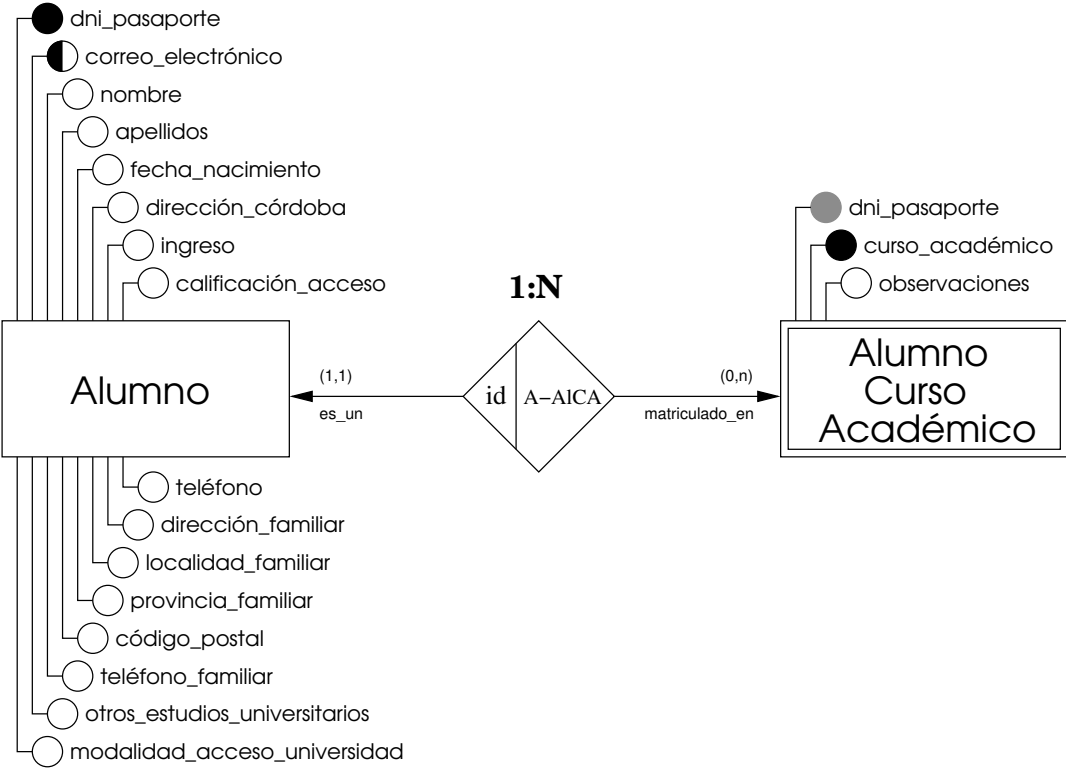 dni_pasaporte
correo_electrónico
nombre
apellidos
fecha_nacimiento
dirección_córdoba
ingreso
calificación_acceso
Alumno
teléfono
dirección_familiar
localidad_familiar
provincia_familiar
código_postal
teléfono_familiar
otros_estudios_universitarios
modalidad_acceso_universidad
1:N
(1,1)
es_un
id
A-AlCA
(0,n)
matriculado_en
dni_pasaporte
curso_académico
observaciones
Alumno
Curso
Académico